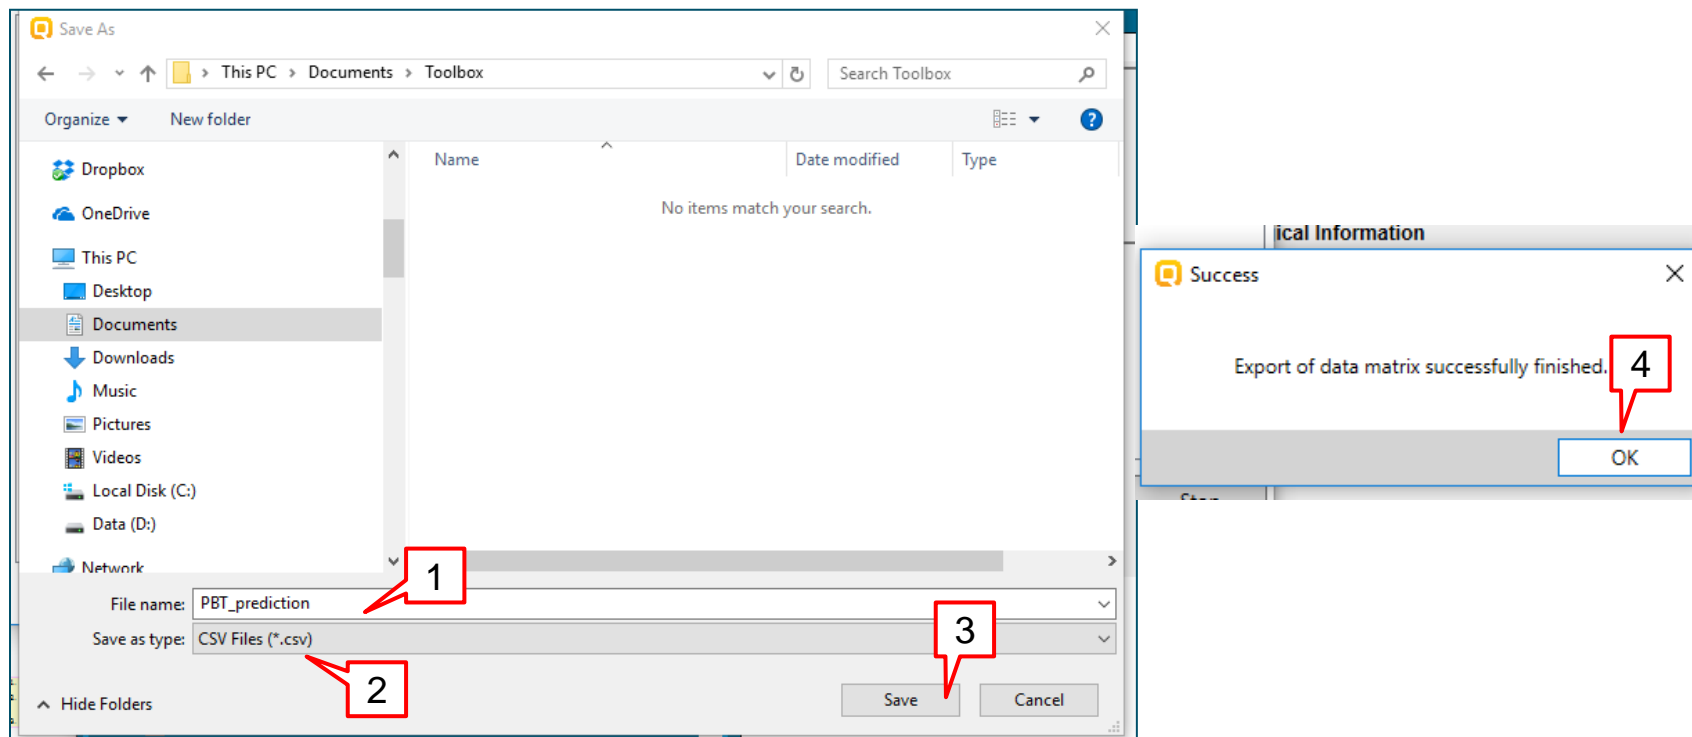 Save As
This PC > Documents > Toolbox
Search Toolbox
Organize
New folder
Name
Date modified
Type
No items match your search.
Dropbox
OneDrive
This PC
Desktop
Documents
Downloads
Music
Pictures
Videos
Local Disk (C:)
Data (D:)
Network
1
File name: PBT_prediction
Save as type: CSV Files (*.csv)
2
3
Hide Folders
Save
Cancel
ical Information
Success
Export of data matrix successfully finished.
4
OK